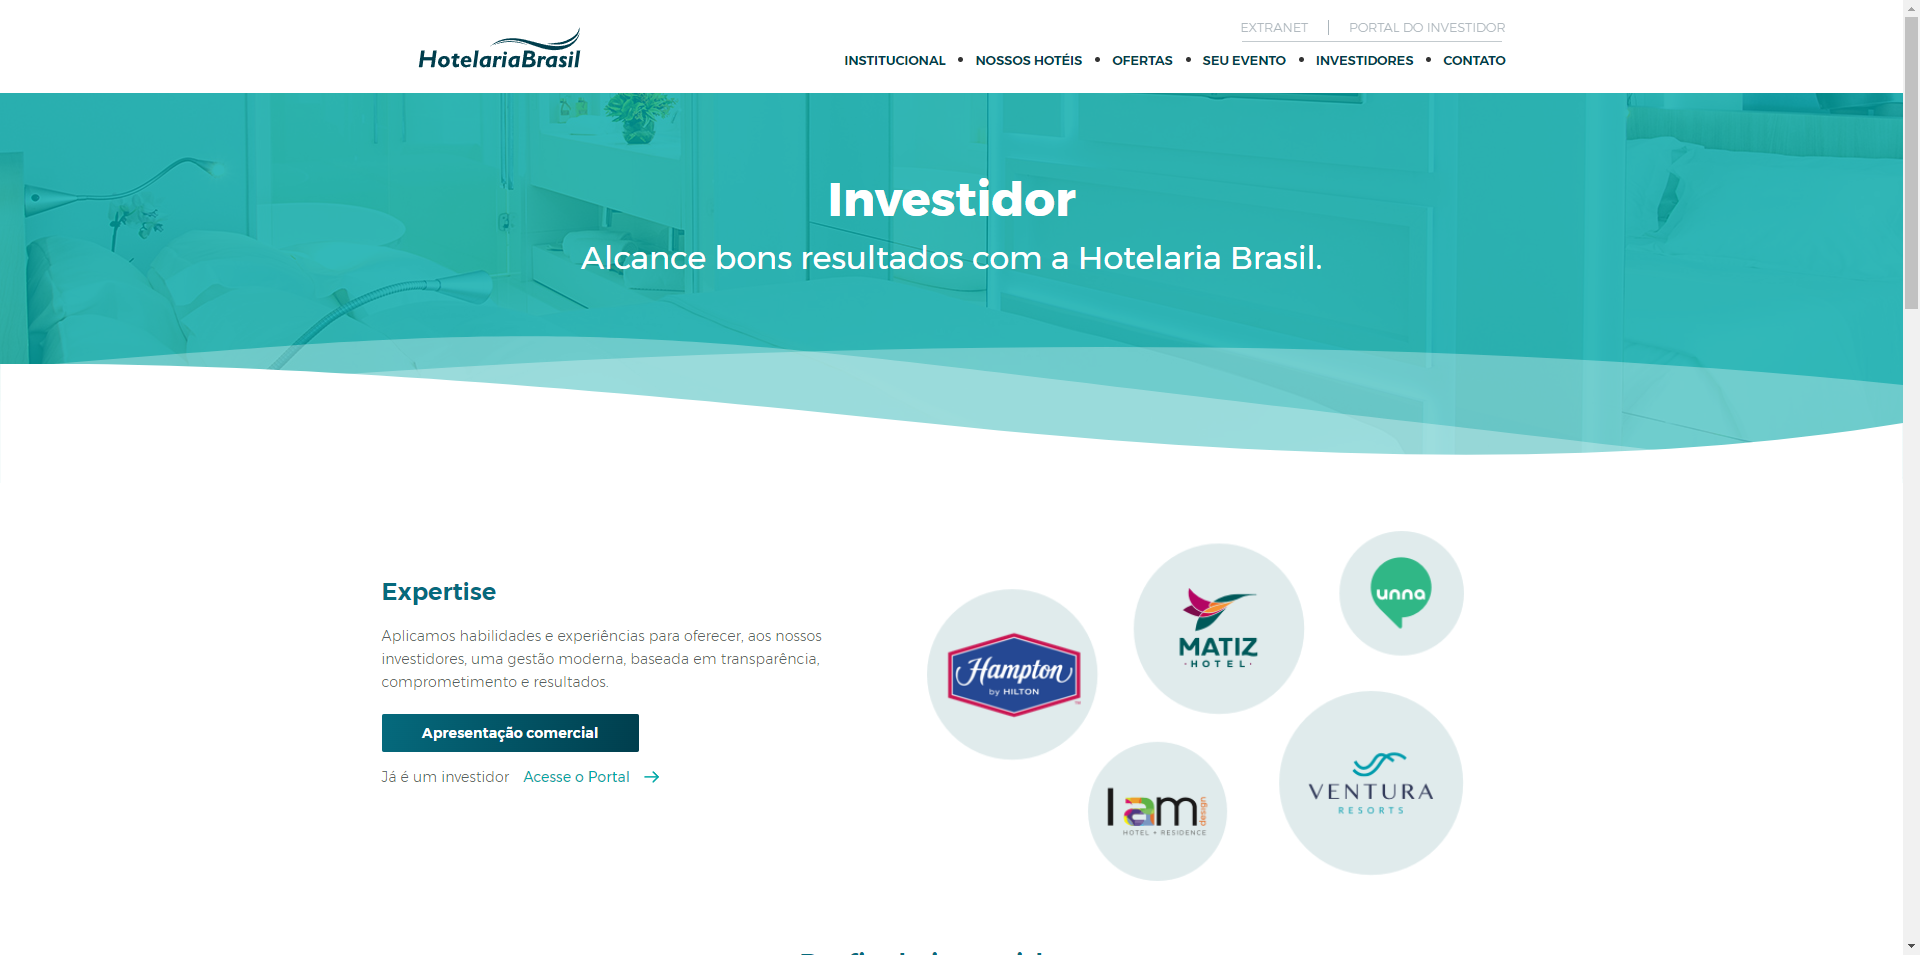 EXTRANET
PORTAL DO INVESTIDOR
HotelariaBrasil
INSTITUCIONAL • NOSSOS HOTÉIS • OFERTAS • SEU EVENTO • INVESTIDORES • CONTATO
Investidor
Alcance bons resultados com a Hotelaria Brasil.
Expertise
Aplicamos habilidades e experiências para oferecer, aos nossos
investidores, uma gestão moderna, baseada em transparência,
comprometimento e resultados.
Apresentação comercial
Já é um investidor Acesse o Portal →
Hampton
by HILTON
™
MATIZ
·HOTEL·
unna
I am
design
HOTEL + RESIDENCE
VENTURA
RESORTS